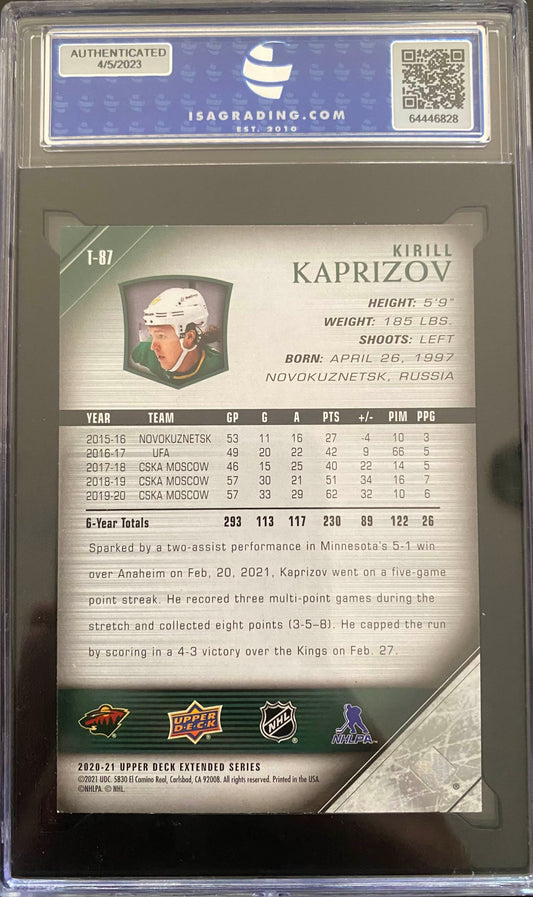 AUTHENTICATED
4/5/2023
ISAGRADING.COM
EST. 2010
64446828
T-87
KIRILL
KAPRIZOV
HEIGHT: 5'9"
WEIGHT: 185 LBS.
SHOOTS: LEFT
BORN: APRIL 26, 1997
NOVOKUZNETSK, RUSSIA
YEAR TEAM GP G A PTS +/- PIM PPG
2015-16 NOVOKUZNETSK 53 11 16 27 -4 10 3
2016-17 UFA 49 20 22 42 9 66 5
2017-18 CSKA MOSCOW 46 15 25 40 22 14 5
2018-19 CSKA MOSCOW 57 30 21 51 34 16 7
2019-20 CSKA MOSCOW 57 33 29 62 32 10 6
6-Year Totals 293 113 117 230 89 122 26
Sparked by a two-assist performance in Minnesota's 5-1 win
over Anaheim on Feb, 20, 2021, Kaprizov went on a five-game
point streak. He recored three multi-point games during the
stretch and collected eight points (3-5–8). He capped the run
by scoring in a 4-3 victory over the Kings on Feb. 27.
UPPER
DECK
NHL
NHLPA
2020-21 UPPER DECK EXTENDED SERIES
©2021 UDC. 5830 El Camino Real, Carlsbad, CA 92008. All rights reserved. Printed in the USA.
©NHLPA. © NHL.
®